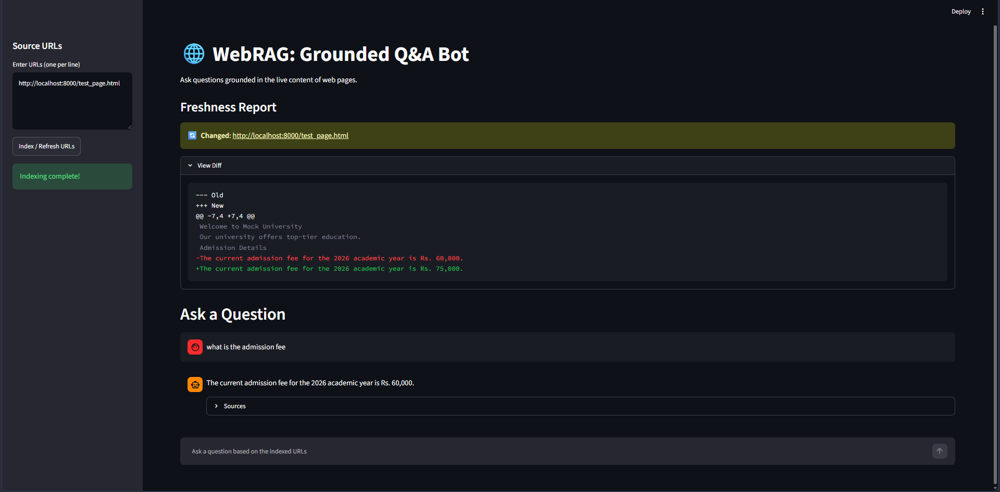 Deploy
Source URLs
Enter URLs (one per line)
http://localhost:8000/test_page.html
Index / Refresh URLs
Indexing complete!
WebRAG: Grounded Q&A Bot
Ask questions grounded in the live content of web pages.
Freshness Report
Changed: http://localhost:8000/test_page.html
View Diff
--- Old
+++ New
@@ -7,4 +7,4 @@
Welcome to Mock University
Our university offers top-tier education.
Admission Details
-The current admission fee for the 2026 academic year is Rs. 60,000.
+The current admission fee for the 2026 academic year is Rs. 75,000.
Ask a Question
what is the admission fee
The current admission fee for the 2026 academic year is Rs. 60,000.
Sources
Ask a question based on the indexed URLs